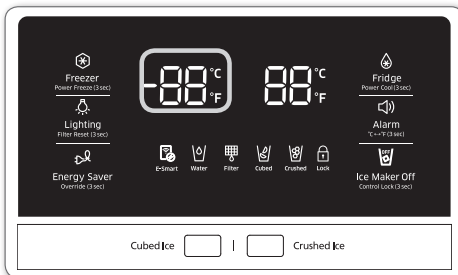 Freezer
Power Freeze (3 sec)
Lighting
Filter Reset (3 sec)
Energy Saver
Override (3 sec)
-88 °C °F
88 °C °F
E-Smart Water Filter Cubed Crushed Lock
Fridge
Power Cool (3 sec)
Alarm
°C↔°F (3 sec)
OFF
Ice Maker Off
Control Lock (3 sec)
Cubed Ice | Crushed Ice